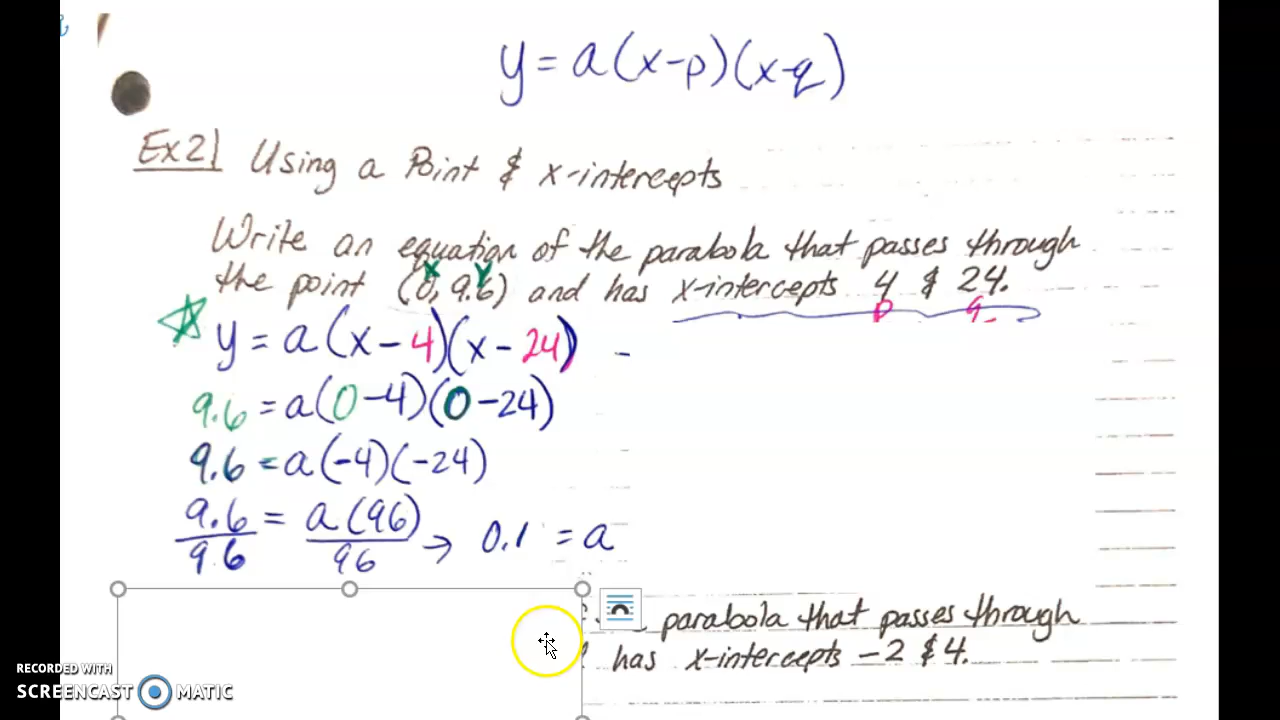 y = a(x-p)(x-q)
Ex2 Using a Point & x-intercepts
Write an equation of the parabola that passes through
x y
the point (0, 9.6) and has x-intercepts 4 & 24.
p q
y = a(x-4)(x-24)
9.6 = a(0-4)(0-24)
9.6 = a(-4)(-24)
9.6/9.6 = a(96)/96 → 0.1 = a
parabola that passes through
has x-intercepts -2 & 4.
RECORDED WITH
SCREENCAST MATIC